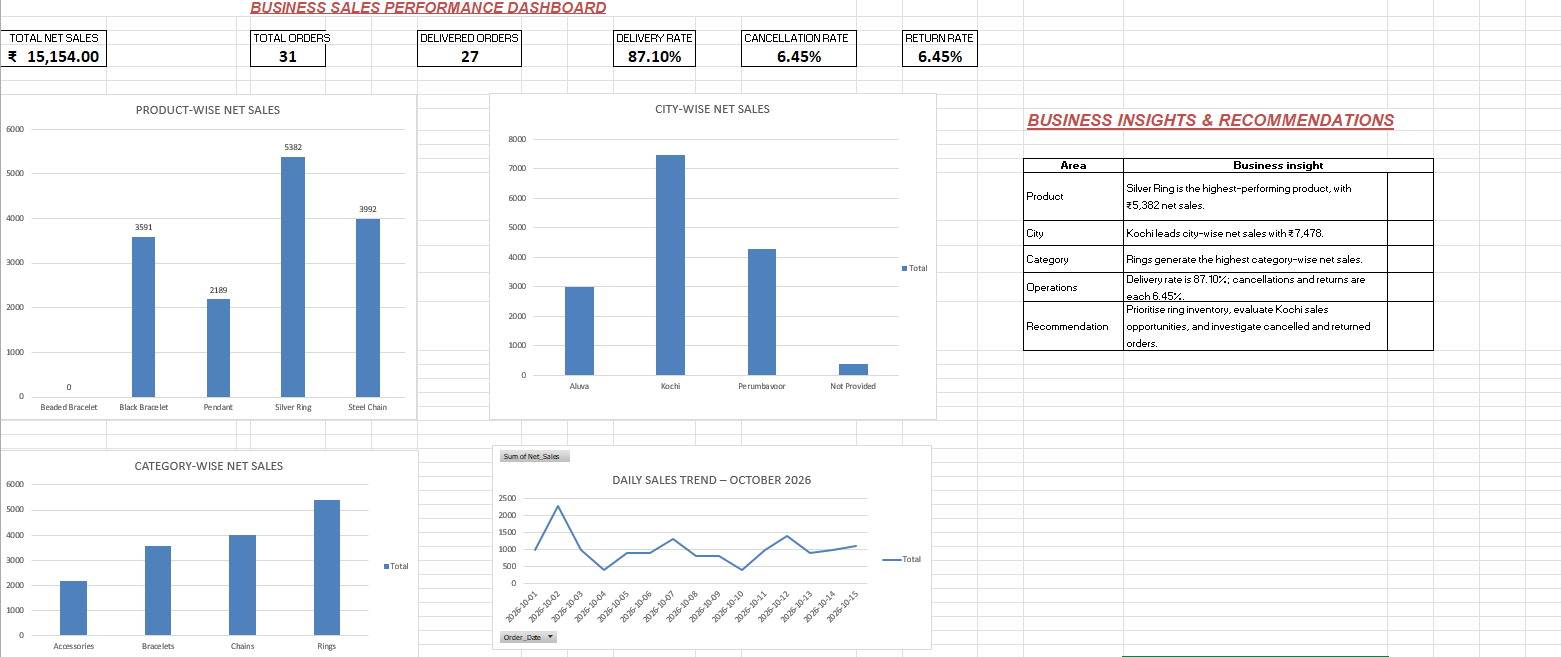 BUSINESS SALES PERFORMANCE DASHBOARD
TOTAL NET SALES
₹ 15,154.00
TOTAL ORDERS
31
DELIVERED ORDERS
27
DELIVERY RATE
87.10%
CANCELLATION RATE
6.45%
RETURN RATE
6.45%
PRODUCT-WISE NET SALES
6000
5000
4000
3000
2000
1000
0
0
3591
2189
5382
3992
Beaded Bracelet
Black Bracelet
Pendant
Silver Ring
Steel Chain
CITY-WISE NET SALES
8000
7000
6000
5000
4000
3000
2000
1000
0
Aluva
Kochi
Perumbavoor
Not Provided
Total
BUSINESS INSIGHTS & RECOMMENDATIONS
Area
Business insight
Product
Silver Ring is the highest-performing product, with
₹5,382 net sales.
City
Kochi leads city-wise net sales with ₹7,478.
Category
Rings generate the highest category-wise net sales.
Operations
Delivery rate is 87.10%; cancellations and returns are
each 6.45%.
Recommendation
Prioritise ring inventory, evaluate Kochi sales
opportunities, and investigate cancelled and returned
orders.
CATEGORY-WISE NET SALES
6000
5000
4000
3000
2000
1000
0
Accessories
Bracelets
Chains
Rings
Total
Sum of Net_Sales
DAILY SALES TREND – OCTOBER 2026
2500
2000
1500
1000
500
0
2026-10-01
2026-10-02
2026-10-03
2026-10-04
2026-10-05
2026-10-06
2026-10-07
2026-10-08
2026-10-09
2026-10-10
2026-10-11
2026-10-12
2026-10-13
2026-10-14
2026-10-15
Total
Order_Date